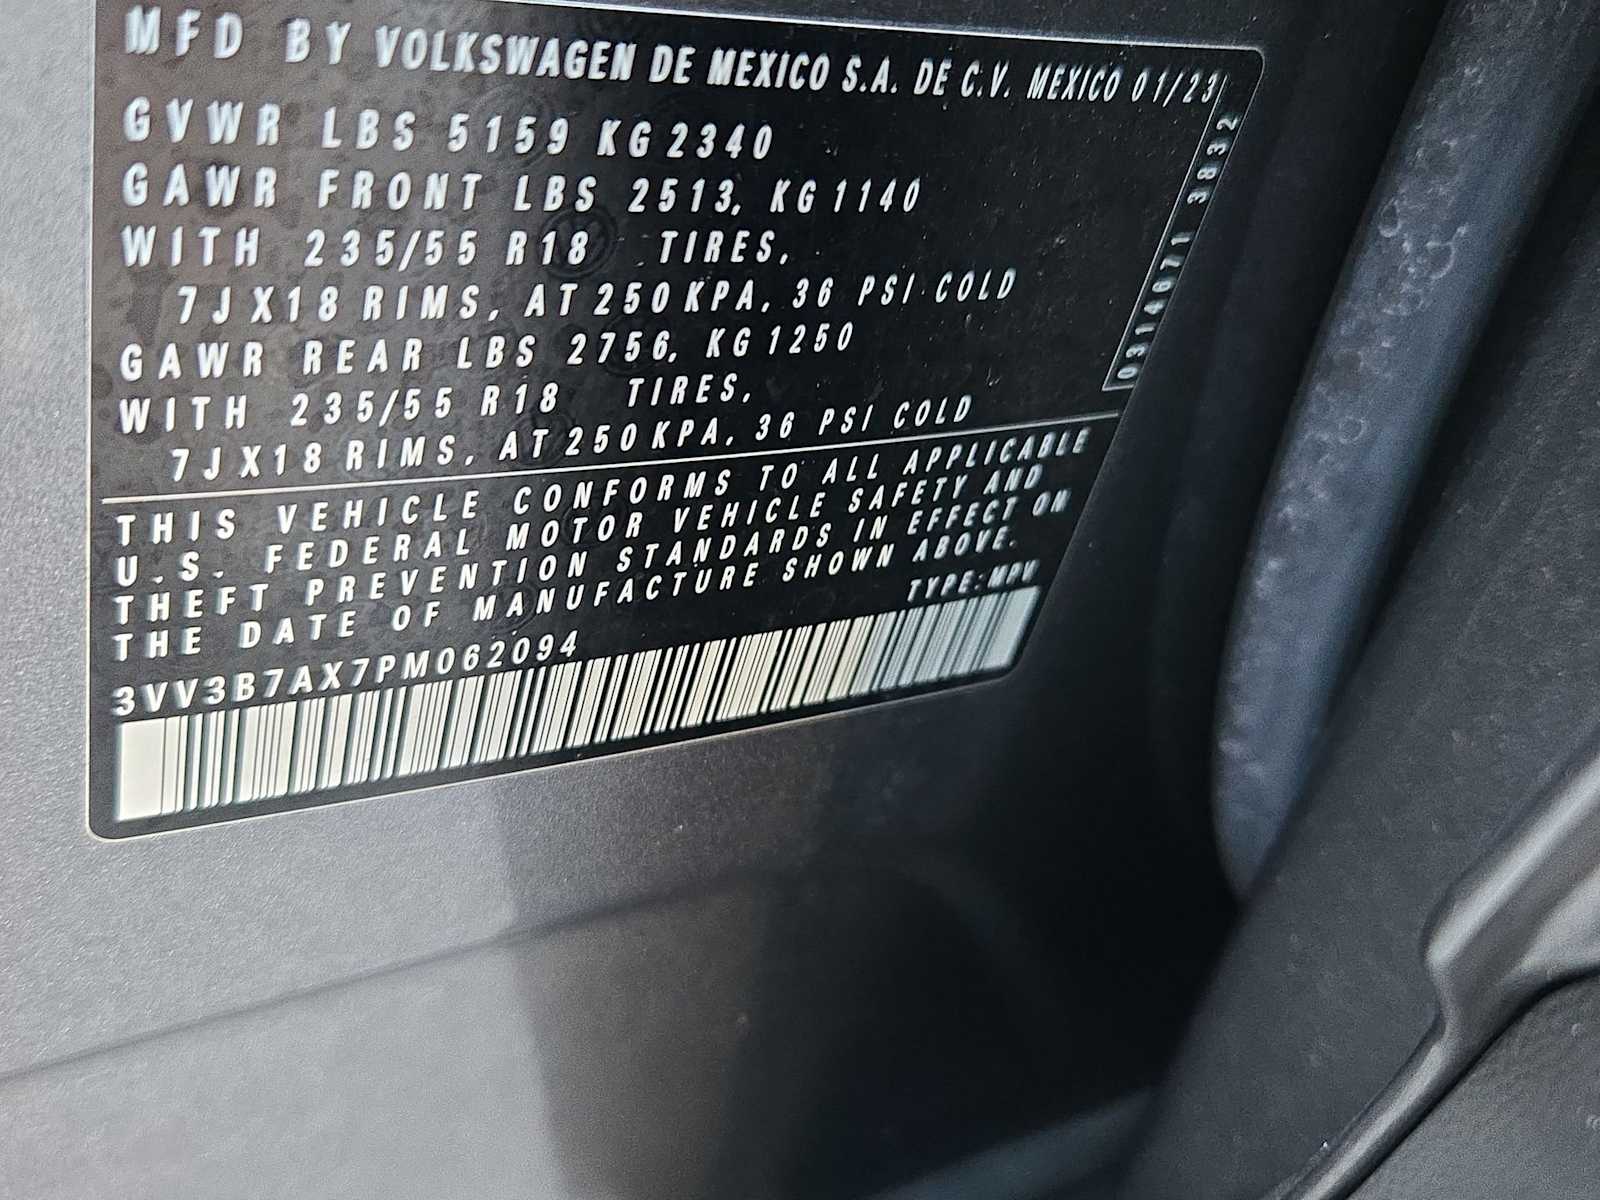 MFD BY VOLKSWAGEN DE MEXICO S.A. DE C.V. MEXICO 01/23
GVWR LBS 5159 KG 2340
GAWR FRONT LBS 2513, KG 1140
WITH 235/55 R18 TIRES,
7JX18 RIMS, AT 250 KPA, 36 PSI COLD
GAWR REAR LBS 2756, KG 1250
WITH 235/55 R18 TIRES,
7JX18 RIMS, AT 250 KPA, 36 PSI COLD
THIS VEHICLE CONFORMS TO ALL APPLICABLE
U.S. FEDERAL MOTOR VEHICLE SAFETY AND
THEFT PREVENTION STANDARDS IN EFFECT ON
THE DATE OF MANUFACTURE SHOWN ABOVE.
TYPE: MPV
3VV3B7AX7PM062094
0314671 3832